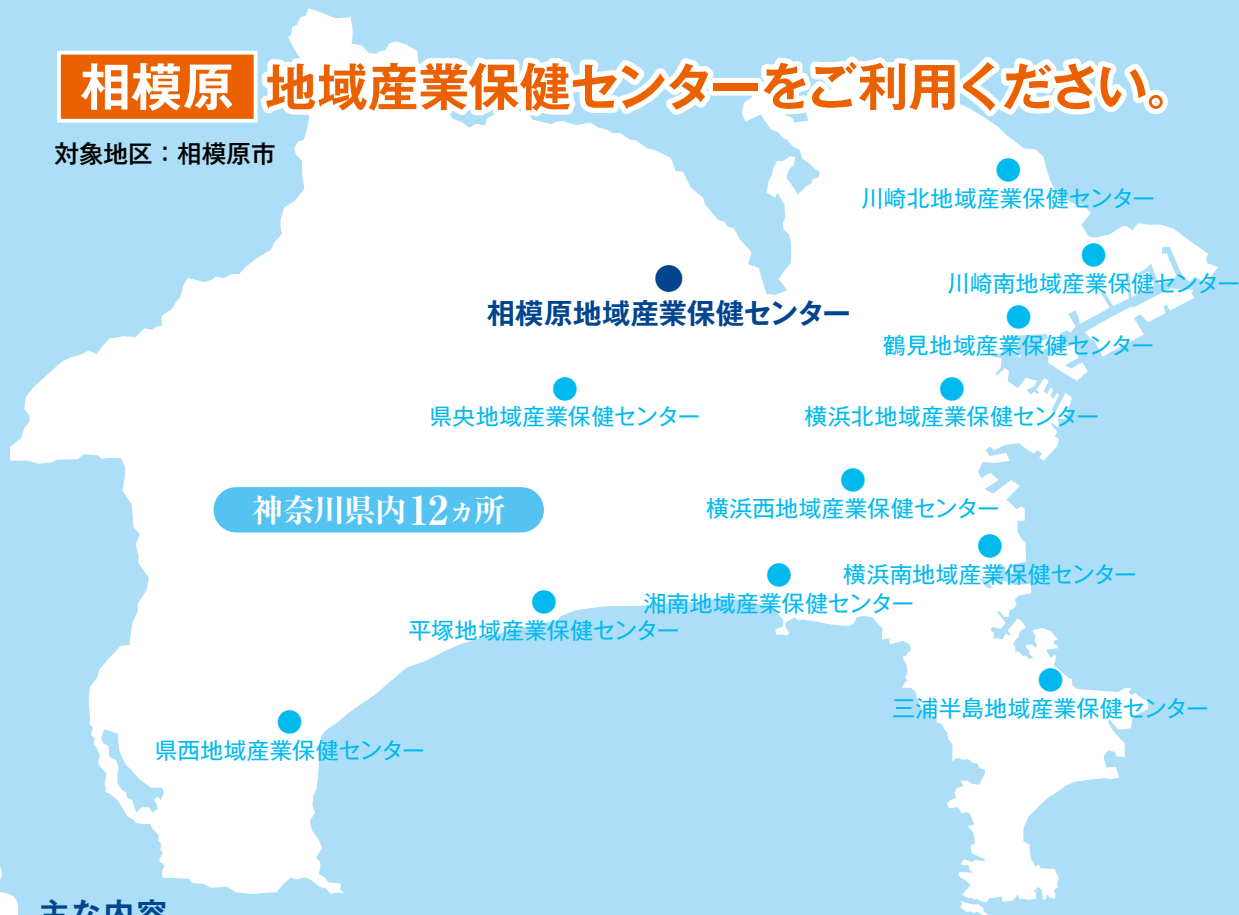 相模原 地域産業保健センターをご利用ください。
対象地区：相模原市
川崎北地域産業保健センター
川崎南地域産業保健センター
相模原地域産業保健センター
鶴見地域産業保健センター
県央地域産業保健センター
横浜北地域産業保健センター
神奈川県内12ヵ所
横浜西地域産業保健センター
横浜南地域産業保健センター
湘南地域産業保健センター
平塚地域産業保健センター
三浦半島地域産業保健センター
県西地域産業保健センター
主な内容